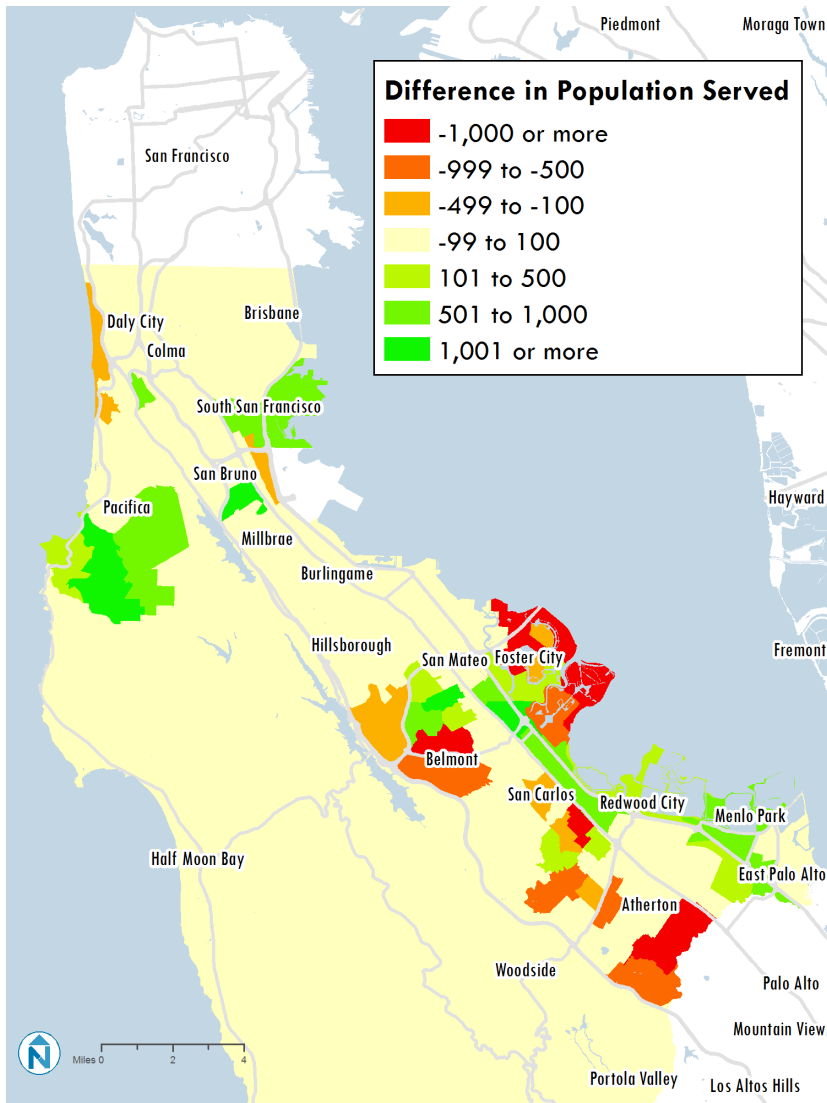 Piedmont
Moraga Town
Difference in Population Served
-1,000 or more
-999 to -500
-499 to -100
-99 to 100
101 to 500
501 to 1,000
1,001 or more
San Francisco
Brisbane
Daly City
Colma
South San Francisco
San Bruno
Hayward
Pacifica
Millbrae
Burlingame
Hillsborough
Fremont
San Mateo
Foster City
Belmont
San Carlos
Redwood City
Menlo Park
Half Moon Bay
East Palo Alto
Atherton
Woodside
Palo Alto
Mountain View
N
Miles 0 2 4
Portola Valley
Los Altos Hills